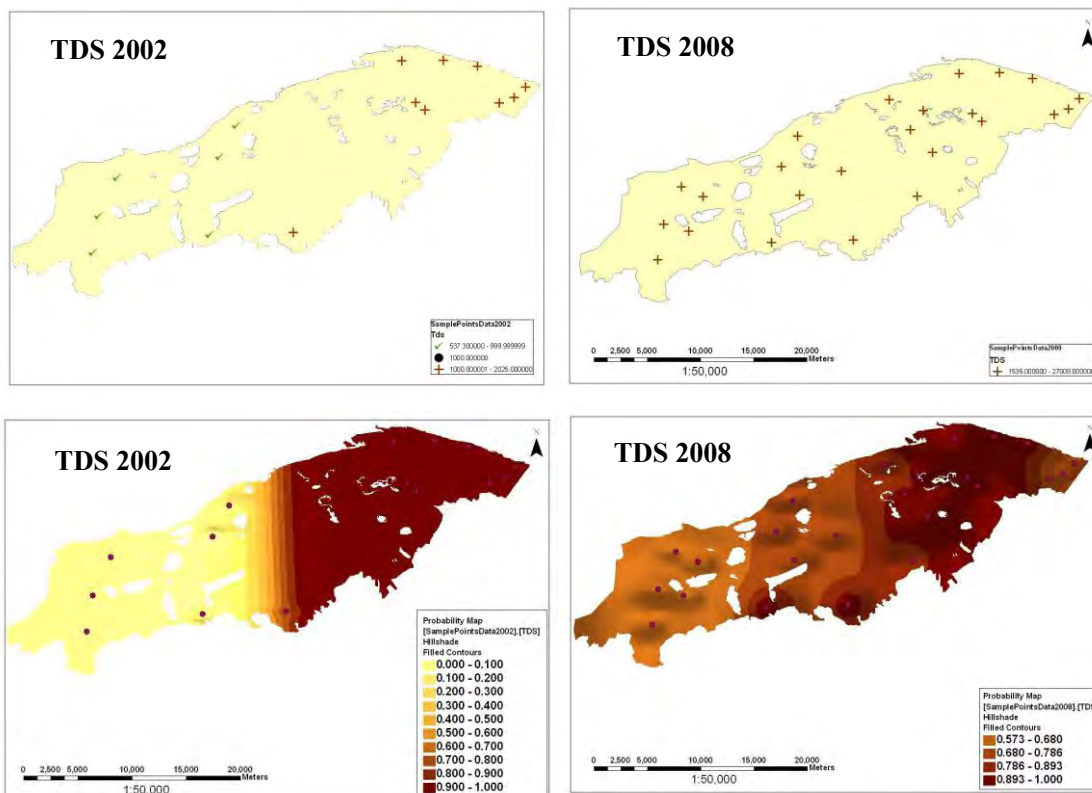 TDS 2002
SamplePointsData2002
Tds
537.300000 - 999.999999
1000.000000
1000.000001 - 2025.000000
TDS 2008
N
0 2,500 5,000 10,000 15,000 20,000
Meters
1:50,000
TDS
1535.000000 - 27008.000000
TDS 2002
N
Probability Map
[SamplePointsData2002].[TDS]
Hillshade
Filled Contours
0.000 - 0.100
0.100 - 0.200
0.200 - 0.300
0.300 - 0.400
0.400 - 0.500
0.500 - 0.600
0.600 - 0.700
0.700 - 0.800
0.800 - 0.900
0.900 - 1.000
0 2,500 5,000 10,000 15,000 20,000
Meters
1:50,000
TDS 2008
N
Probability Map
[SamplePointsData2008].[TDS
Hillshade
Filled Contours
0.573 - 0.680
0.680 - 0.786
0.786 - 0.893
0.893 - 1.000
0 2,500 5,000 10,000 15,000 20,000
Meters
1:50,000